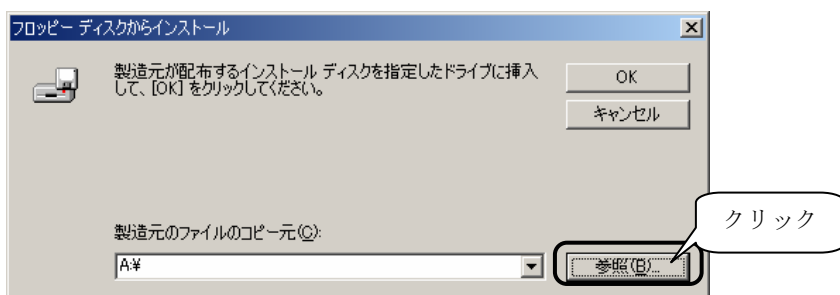 フロッピー ディスクからインストール
製造元が配布するインストール ディスクを指定したドライブに挿入
して、[OK] をクリックしてください。
OK
キャンセル
製造元のファイルのコピー元(C):
A:¥
参照(B)...
クリック